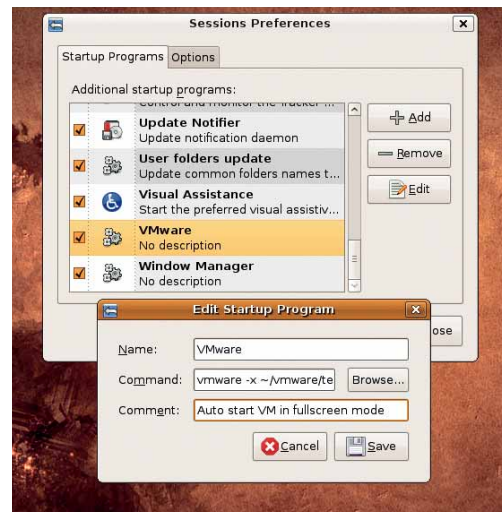 Sessions Preferences
Startup Programs Options
Additional startup programs:
Control and monitor the Tracker ...
Update Notifier
Update notification daemon
User folders update
Update common folders names t...
Visual Assistance
Start the preferred visual assistiv...
VMware
No description
Window Manager
No description
Add
Remove
Edit
ose
Edit Startup Program
Name: VMware
Command: vmware -x ~/vmware/te Browse...
Comment: Auto start VM in fullscreen mode
Cancel Save